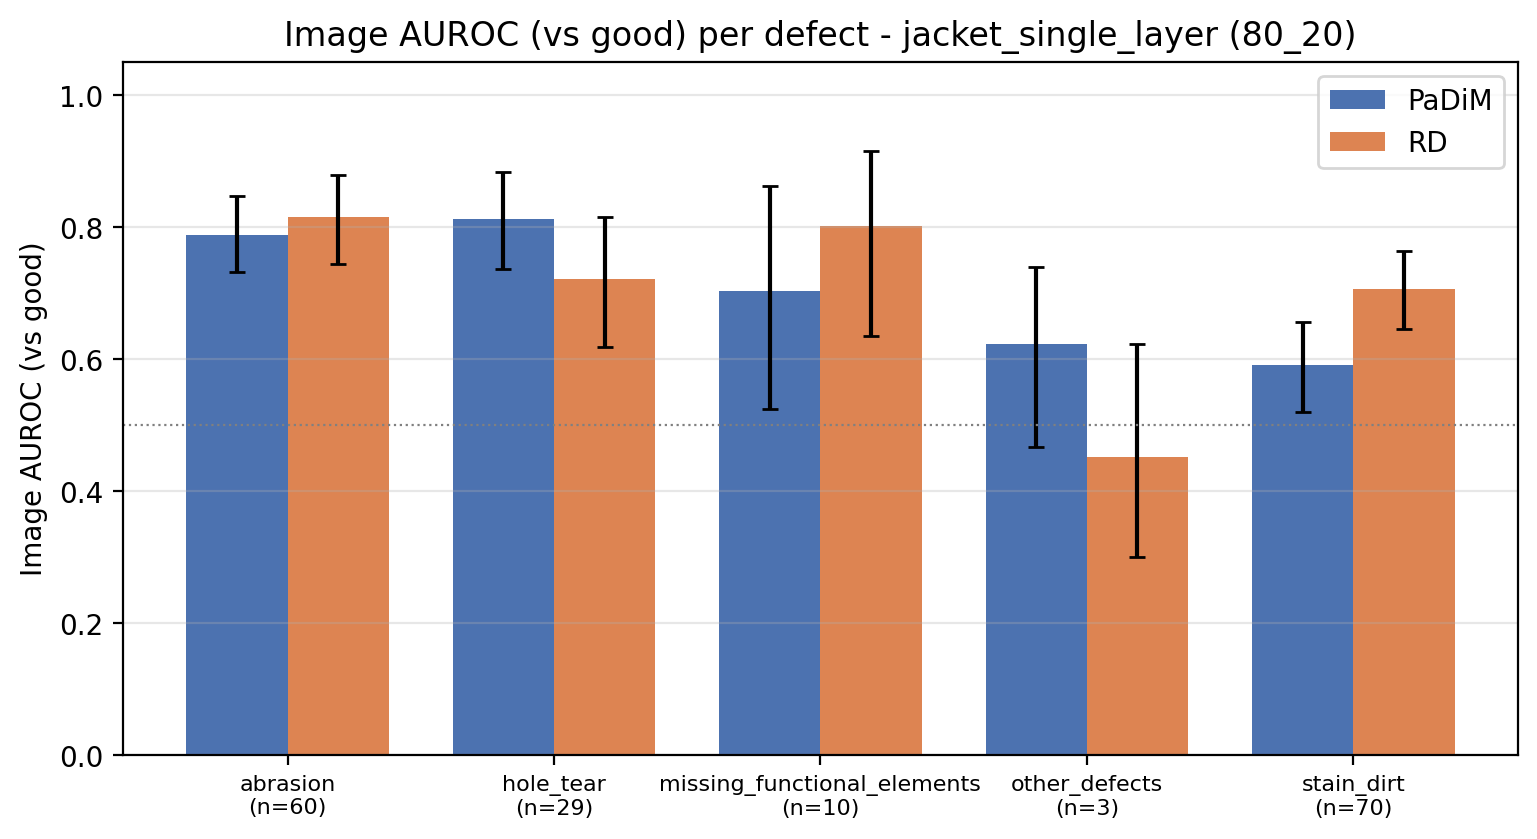 Image AUROC (vs good) per defect - jacket_single_layer (80_20)
PaDiM
RD
Image AUROC (vs good)
1.0
0.8
0.6
0.4
0.2
0.0
abrasion
(n=60)
hole_tear
(n=29)
missing_functional_elements
(n=10)
other_defects
(n=3)
stain_dirt
(n=70)